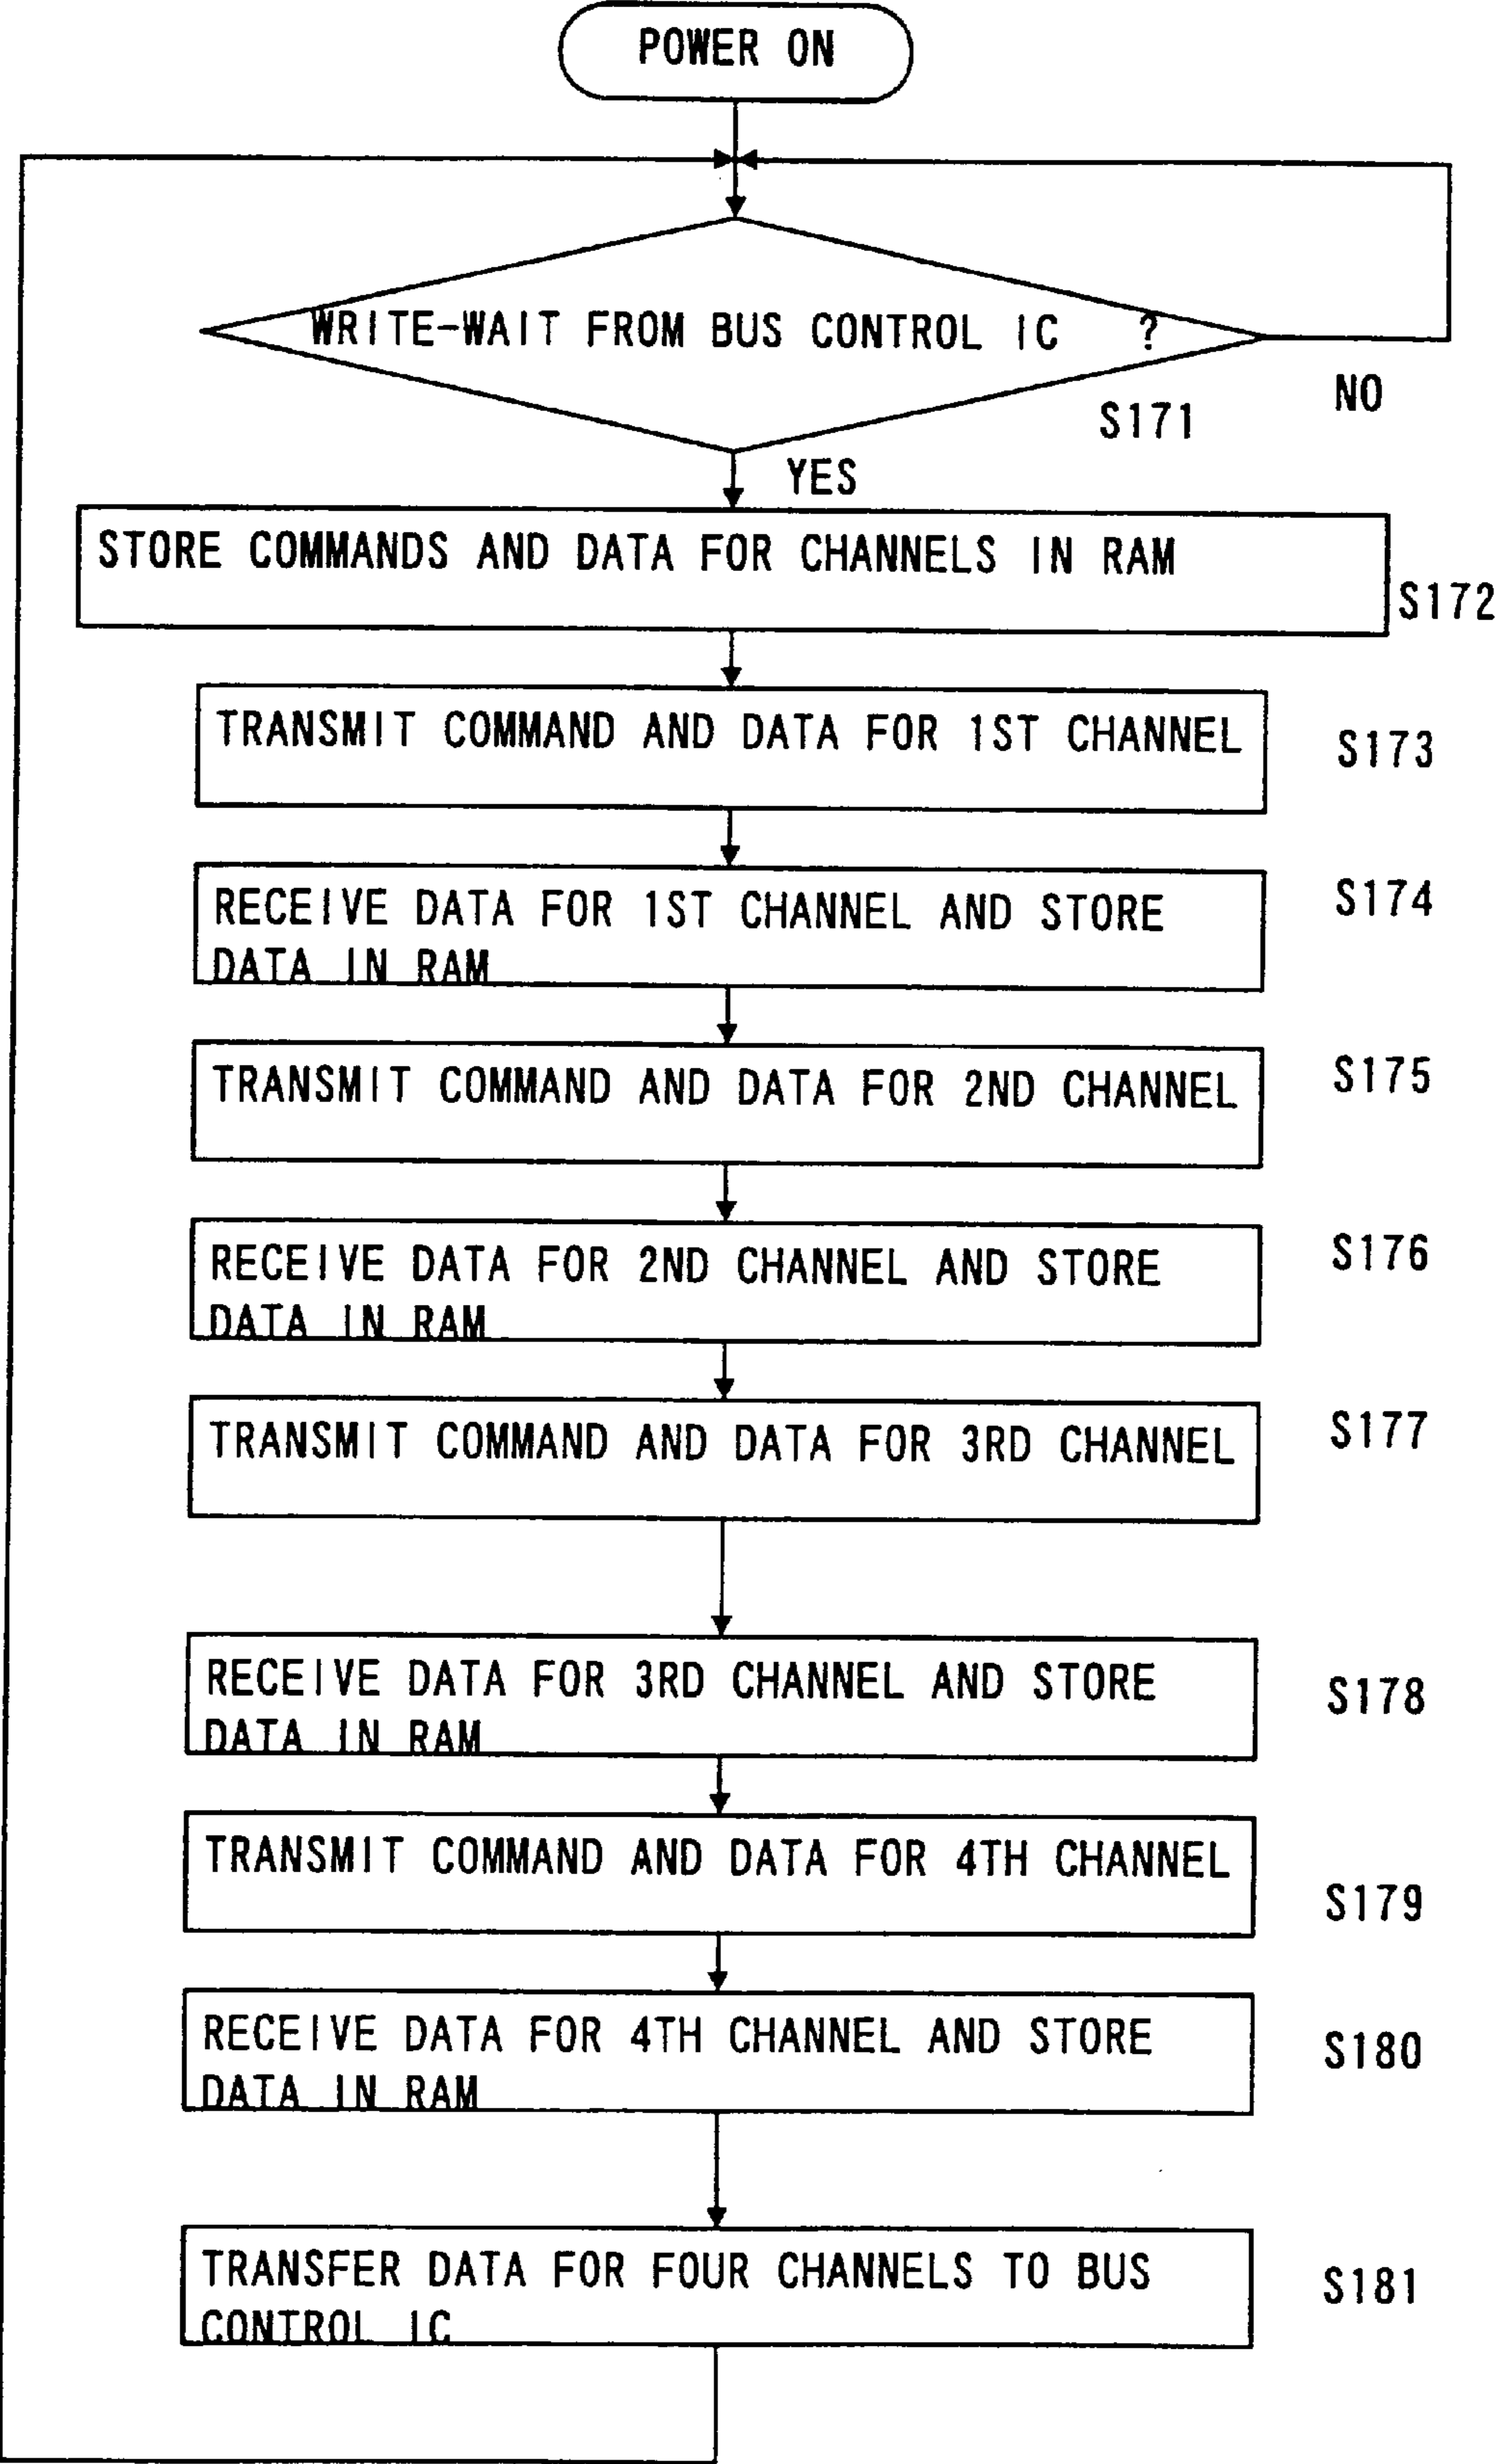 POWER ON
WRITE-WAIT FROM BUS CONTROL IC ?
NO
S171
YES
STORE COMMANDS AND DATA FOR CHANNELS IN RAM
S172
TRANSMIT COMMAND AND DATA FOR 1ST CHANNEL
S173
RECEIVE DATA FOR 1ST CHANNEL AND STORE
DATA IN RAM
S174
TRANSMIT COMMAND AND DATA FOR 2ND CHANNEL
S175
RECEIVE DATA FOR 2ND CHANNEL AND STORE
DATA IN RAM
S176
TRANSMIT COMMAND AND DATA FOR 3RD CHANNEL
S177
RECEIVE DATA FOR 3RD CHANNEL AND STORE
DATA IN RAM
S178
TRANSMIT COMMAND AND DATA FOR 4TH CHANNEL
S179
RECEIVE DATA FOR 4TH CHANNEL AND STORE
DATA IN RAM
S180
TRANSFER DATA FOR FOUR CHANNELS TO BUS
CONTROL IC
S181